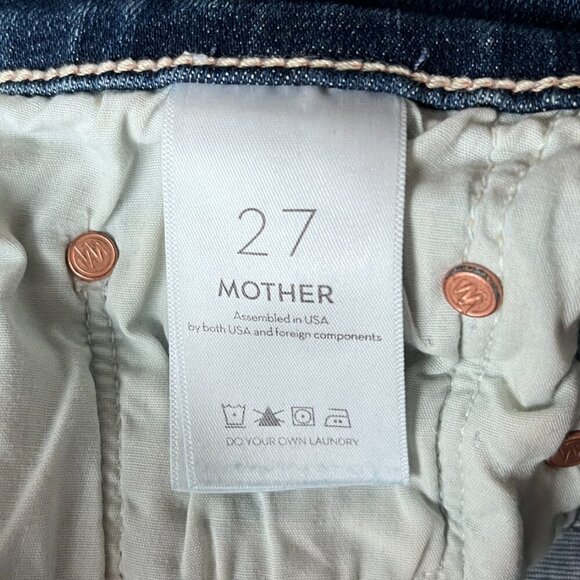 27
MOTHER
Assembled in USA
by both USA and foreign components
DO YOUR OWN LAUNDRY